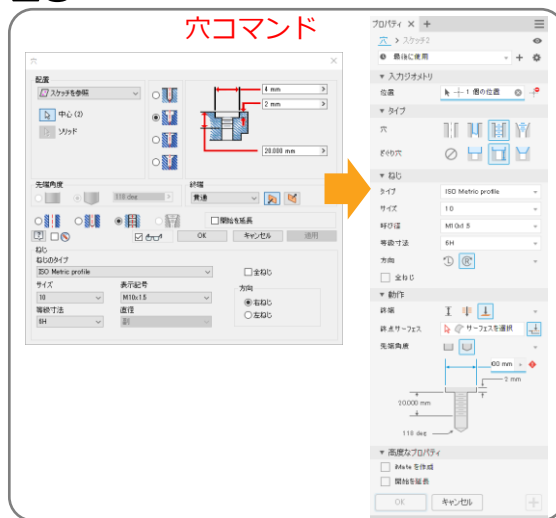 穴コマンド
穴
配置
スケッチを参照
中心 (2)
ソリッド
4 mm
2 mm
20.000 mm
先端角度
118 deg
終端
貫通
開始を延長
OK
キャンセル
適用
ねじ
ねじのタイプ
ISO Metric profile
全ねじ
サイズ
表示記号
10
M10x1.5
等級寸法
直径
6H
方向
右ねじ
左ねじ
プロパティ × +
穴 > スケッチ2
最後に使用
▼ 入力ジオメトリ
位置
1 個の位置
▼ タイプ
穴
ざぐり穴
▼ ねじ
タイプ
ISO Metric profile
サイズ
10
呼び径
M10x1.5
等級寸法
6H
方向
全ねじ
▼ 動作
終端
終点サーフェス
サーフェスを選択
先端角度
2 mm
20.000 mm
118 deg
▼ 高度なプロパティ
iMate を作成
開始を延長
OK
キャンセル